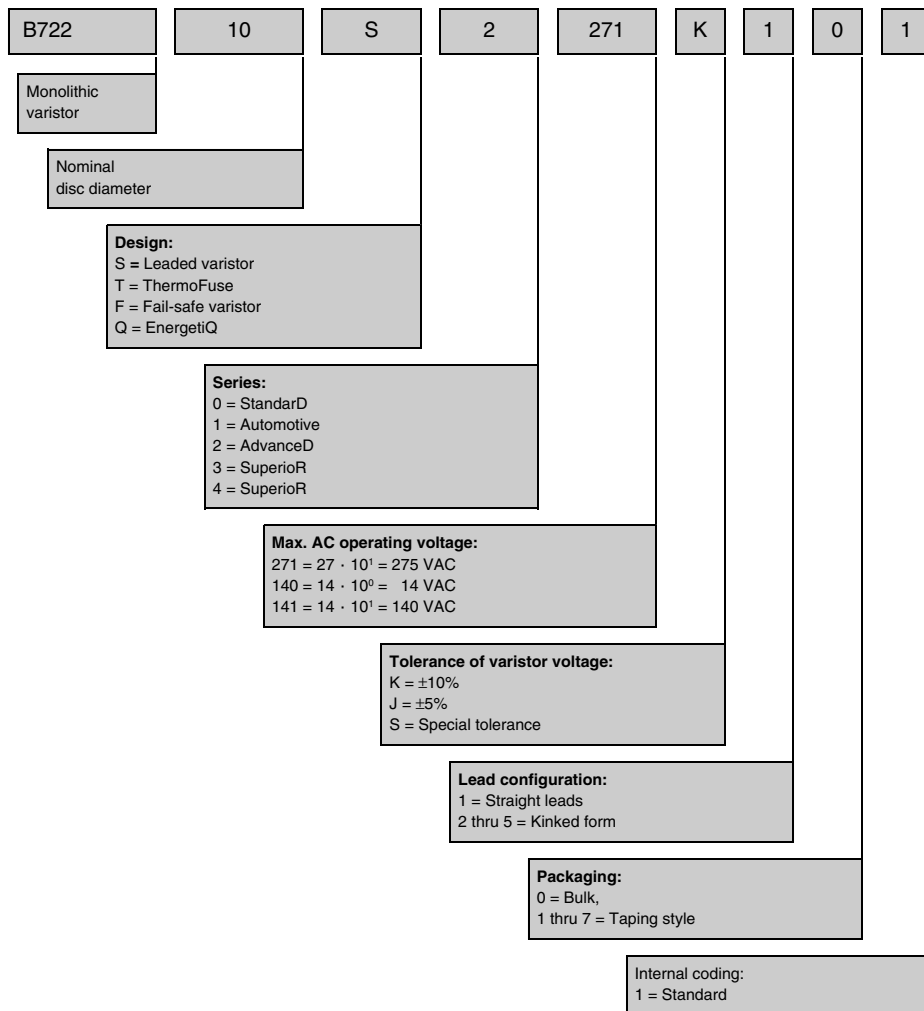 B722 10 S 2 271 K 1 0 1
Monolithic
varistor
Nominal
disc diameter
Design:
S = Leaded varistor
T = ThermoFuse
F = Fail-safe varistor
Q = EnergetiQ
Series:
0 = StandarD
1 = Automotive
2 = AdvanceD
3 = SuperioR
4 = SuperioR
Max. AC operating voltage:
271 = 27 · 10¹ = 275 VAC
140 = 14 · 10⁰ = 14 VAC
141 = 14 · 10¹ = 140 VAC
Tolerance of varistor voltage:
K = ±10%
J = ±5%
S = Special tolerance
Lead configuration:
1 = Straight leads
2 thru 5 = Kinked form
Packaging:
0 = Bulk,
1 thru 7 = Taping style
Internal coding:
1 = Standard